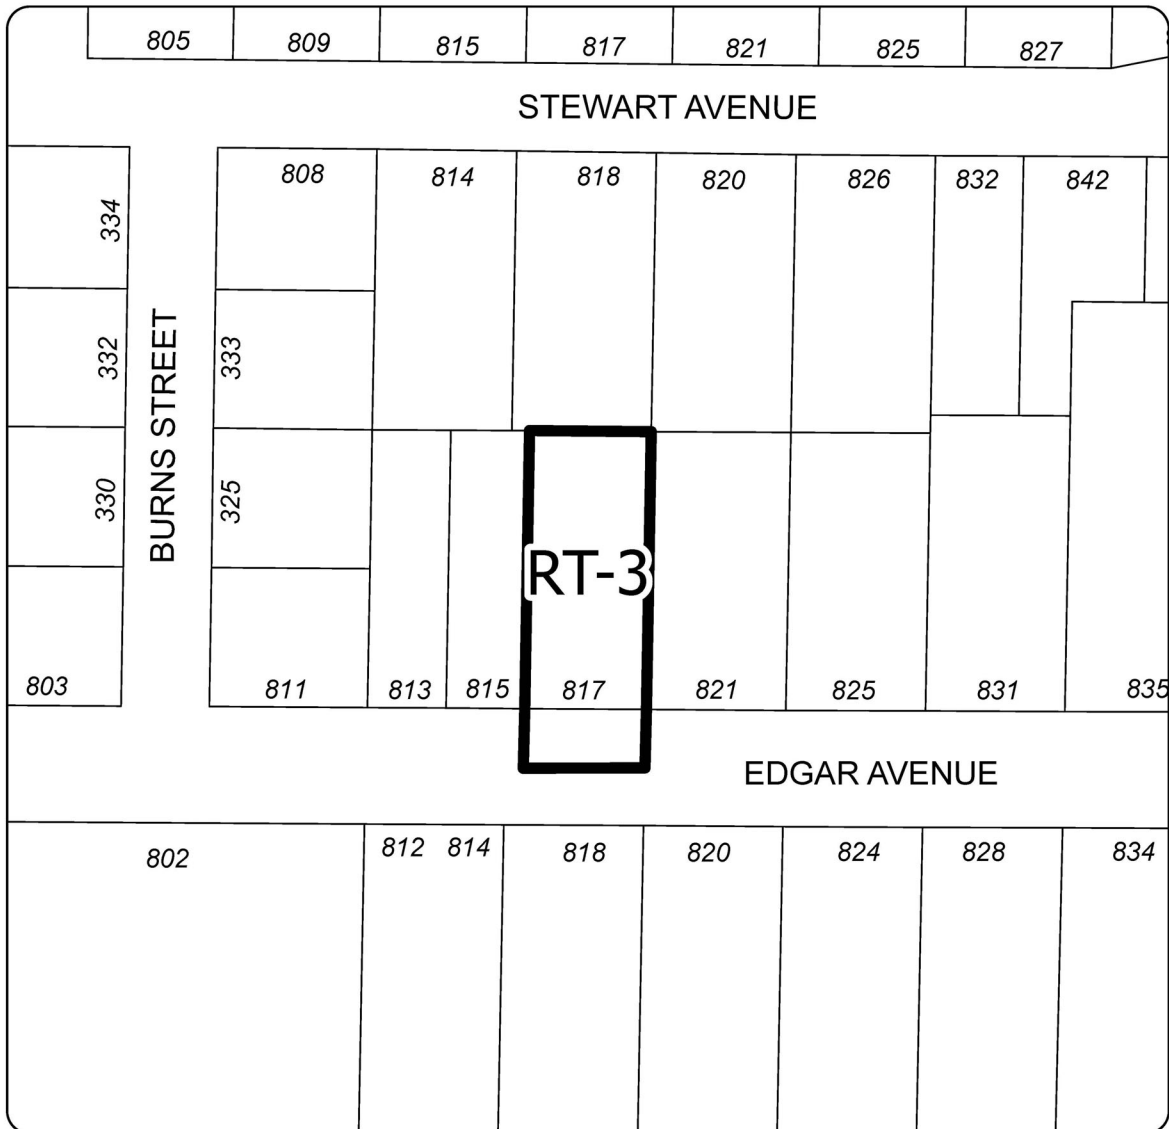 805 809 815 817 821 825 827
STEWART AVENUE
808 814 818 820 826 832 842
334
332
333
BURNS STREET
330
325
RT-3
803 811 813 815 817 821 825 831 835
EDGAR AVENUE
802 812 814 818 820 824 828 834